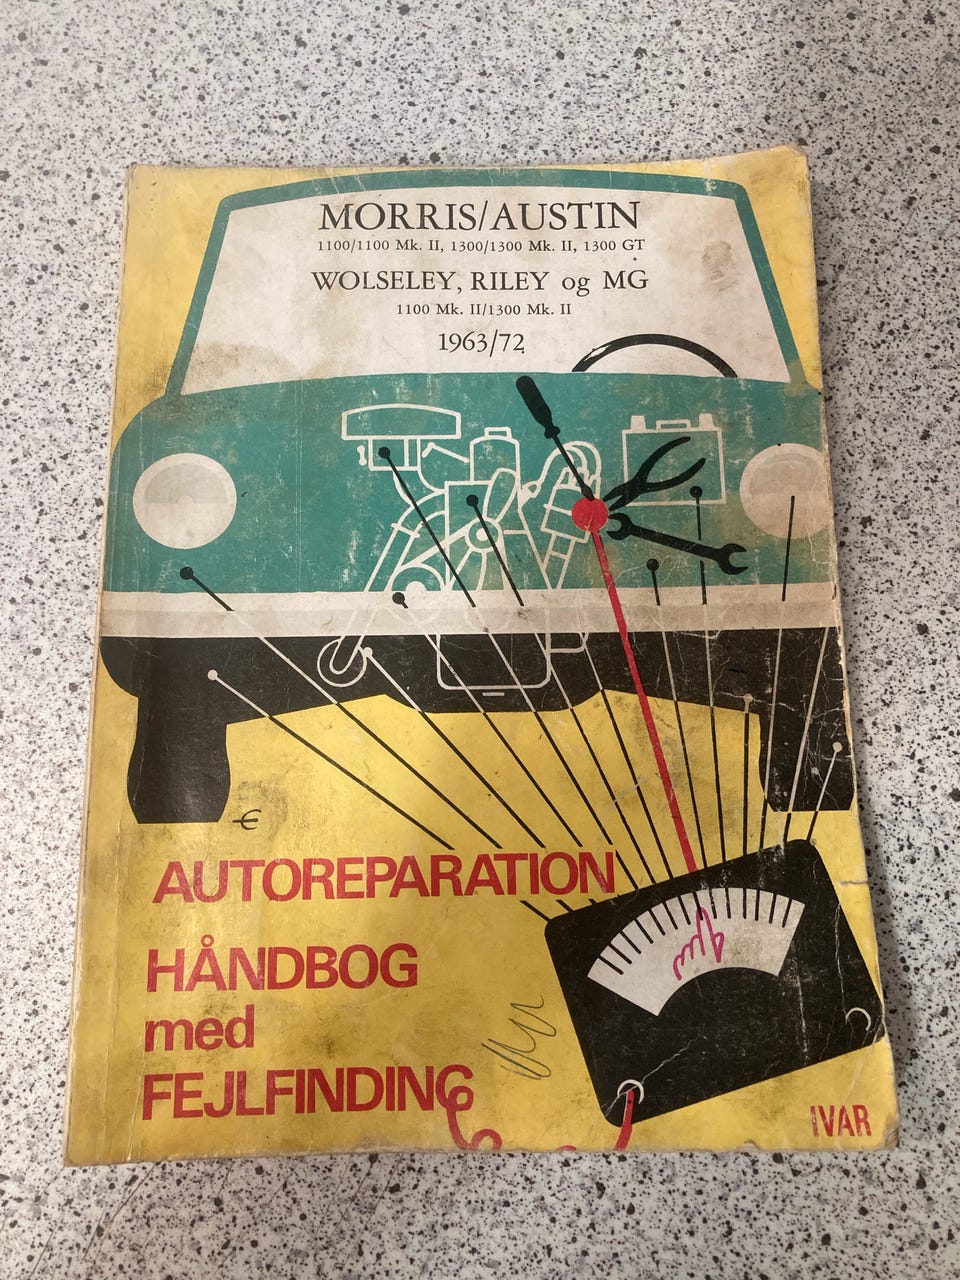 MORRIS/AUSTIN
1100/1100 Mk. II, 1300/1300 Mk. II, 1300 GT
WOLSELEY, RILEY og MG
1100 Mk. II/1300 Mk. II
1963/72
€
AUTOREPARATION
HÅNDBOG
med
FEJLFINDING
IVAR